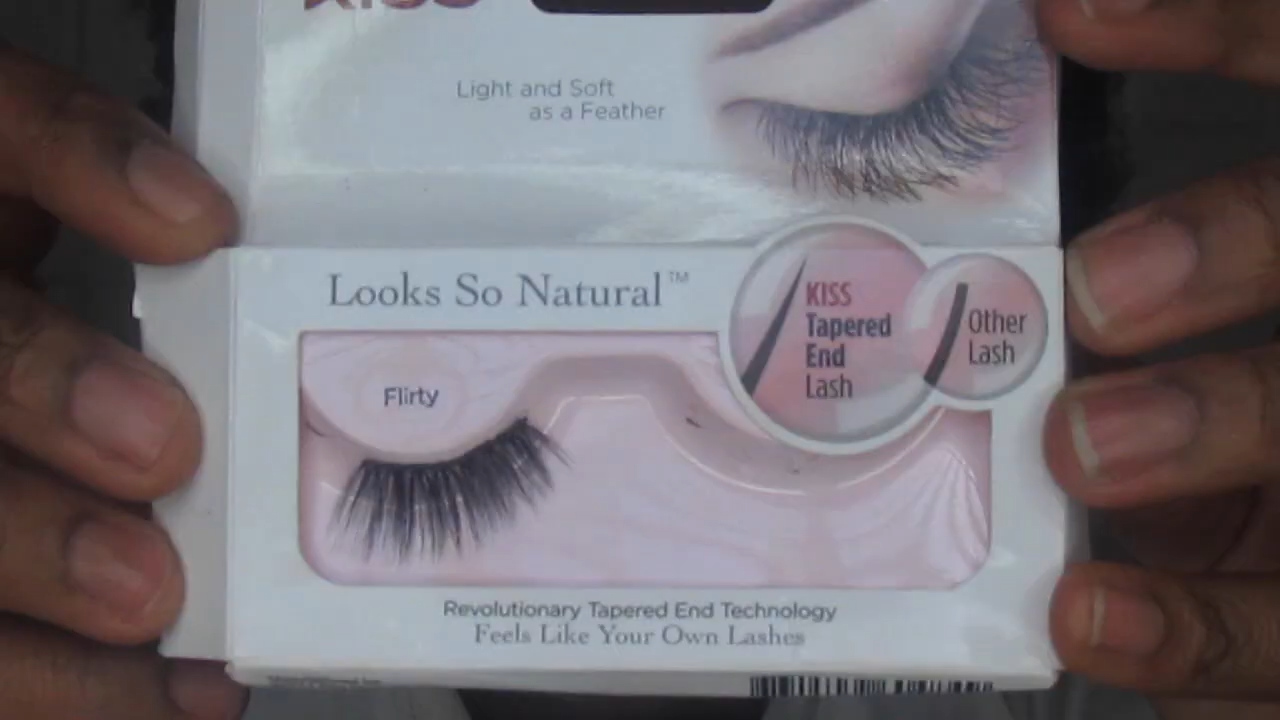 KISS
Light and Soft
as a Feather
Looks So Natural™
KISS
Tapered
End
Lash
Other
Lash
Flirty
Revolutionary Tapered End Technology
Feels Like Your Own Lashes